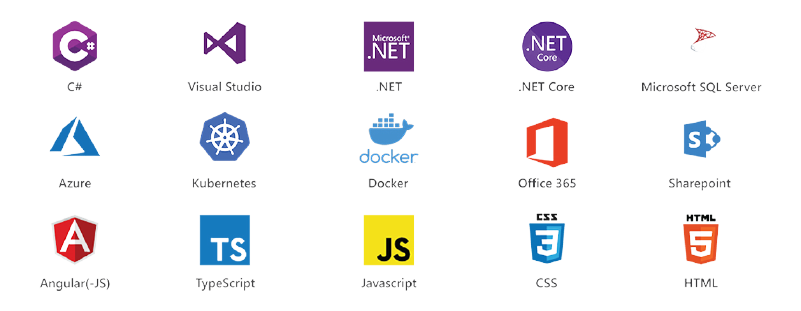 C
#
Microsoft®
.NET
.NET
Core
C#
Visual Studio
.NET
.NET Core
Microsoft SQL Server
S
docker
Azure
Kubernetes
Docker
Office 365
Sharepoint
A
TS
JS
CSS
3
HTML
5
Angular(-JS)
TypeScript
Javascript
CSS
HTML